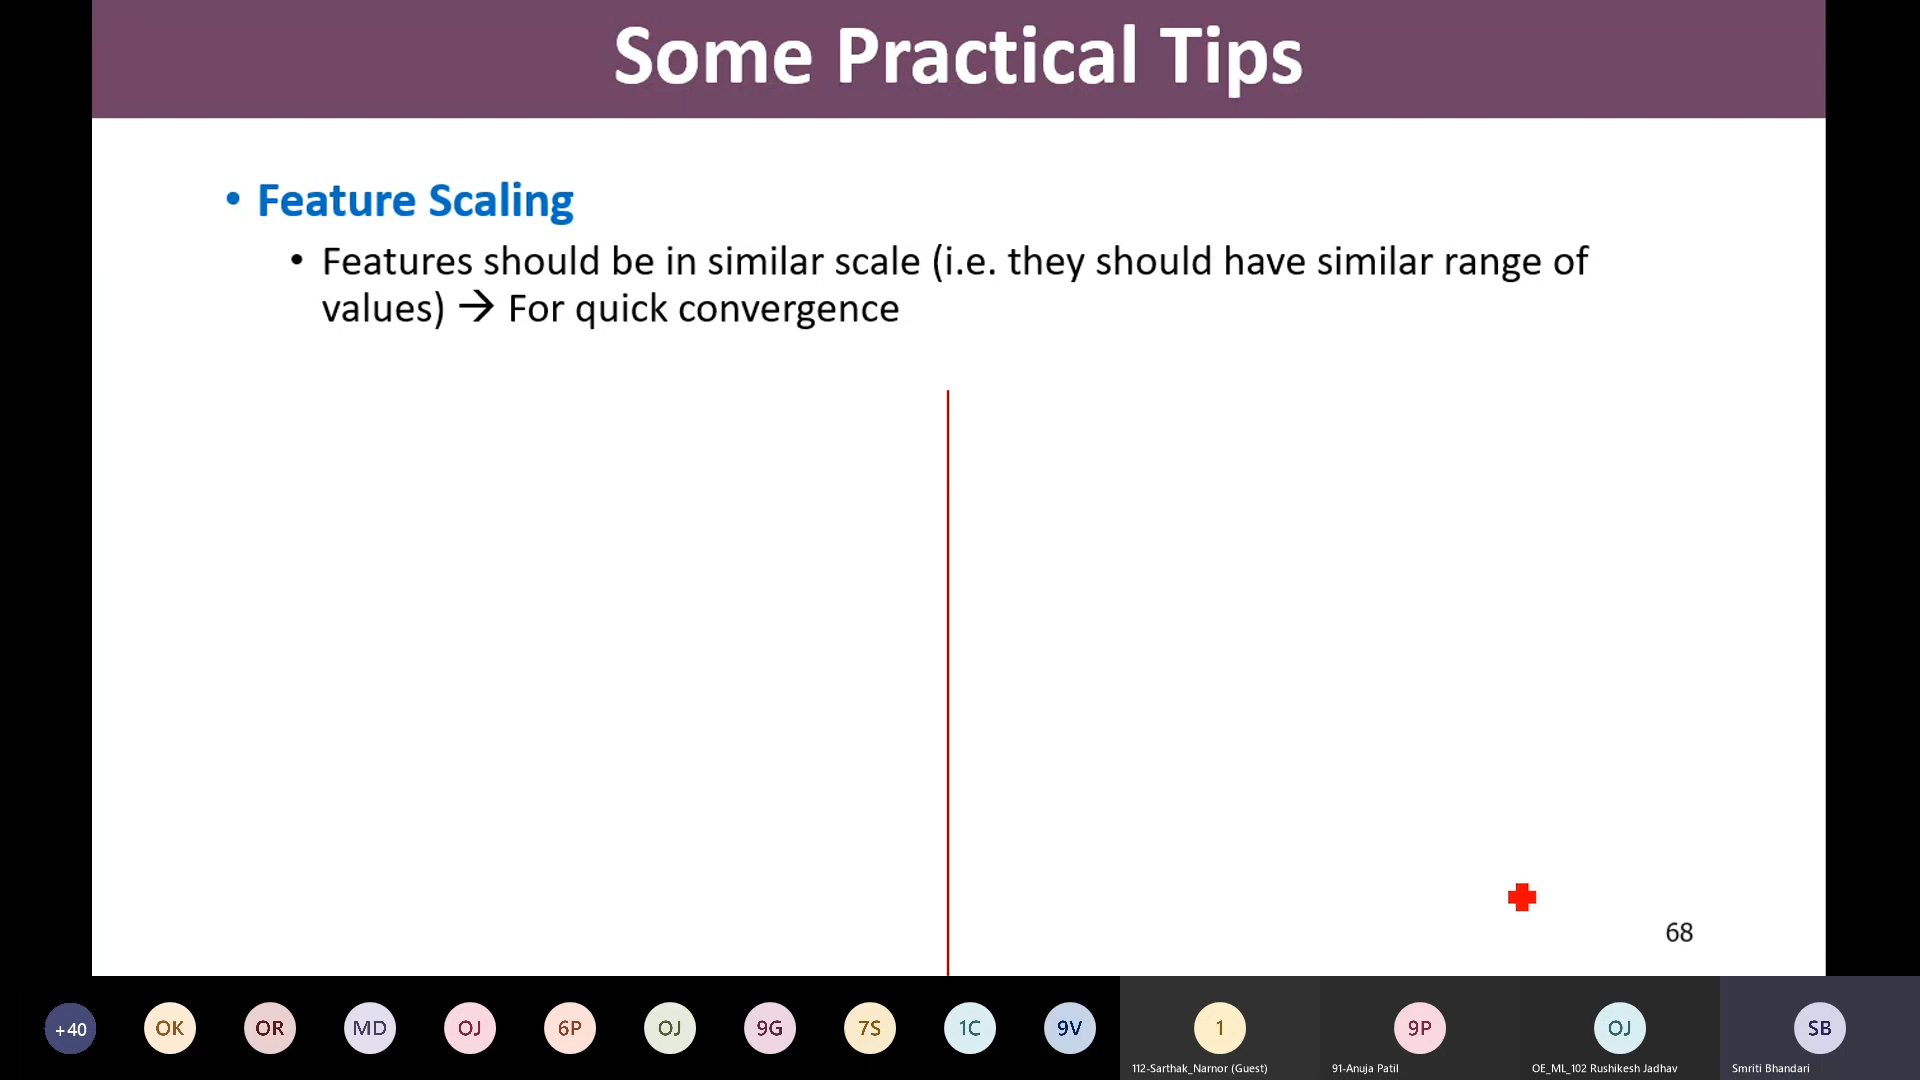 Some Practical Tips
• Feature Scaling
• Features should be in similar scale (i.e. they should have similar range of
values) → For quick convergence
68
+40 OK OR MD OJ 6P OJ 9G 7S 1C 9V 1 9P OJ SB
112-Sarthak_Narnor (Guest) 91-Anuja Patil OE_ML_102 Rushikesh Jadhav Smriti Bhandari